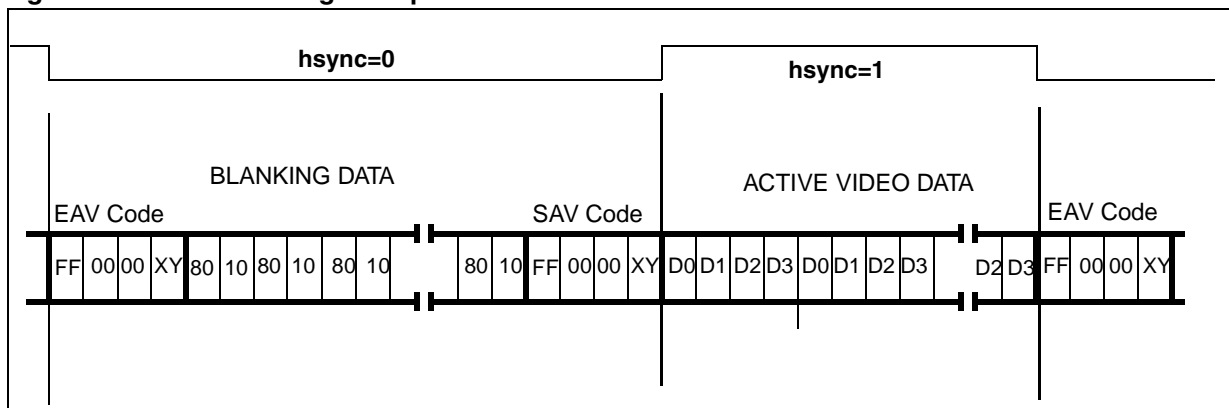 hsync=0
hsync=1
BLANKING DATA
ACTIVE VIDEO DATA
EAV Code
SAV Code
EAV Code
FF 00 00 XY 80 10 80 10 80 10 80 10 FF 00 00 XY D0 D1 D2 D3 D0 D1 D2 D3 D2 D3 FF 00 00 XY